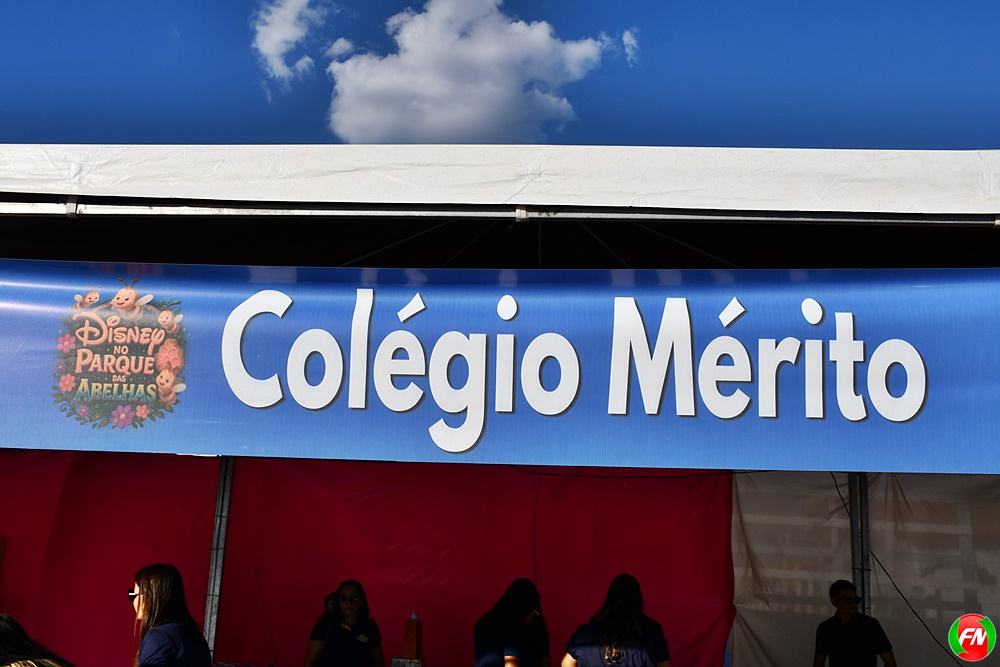 Disney
no
Parque
das
Abelhas
Colégio Mérito
FN